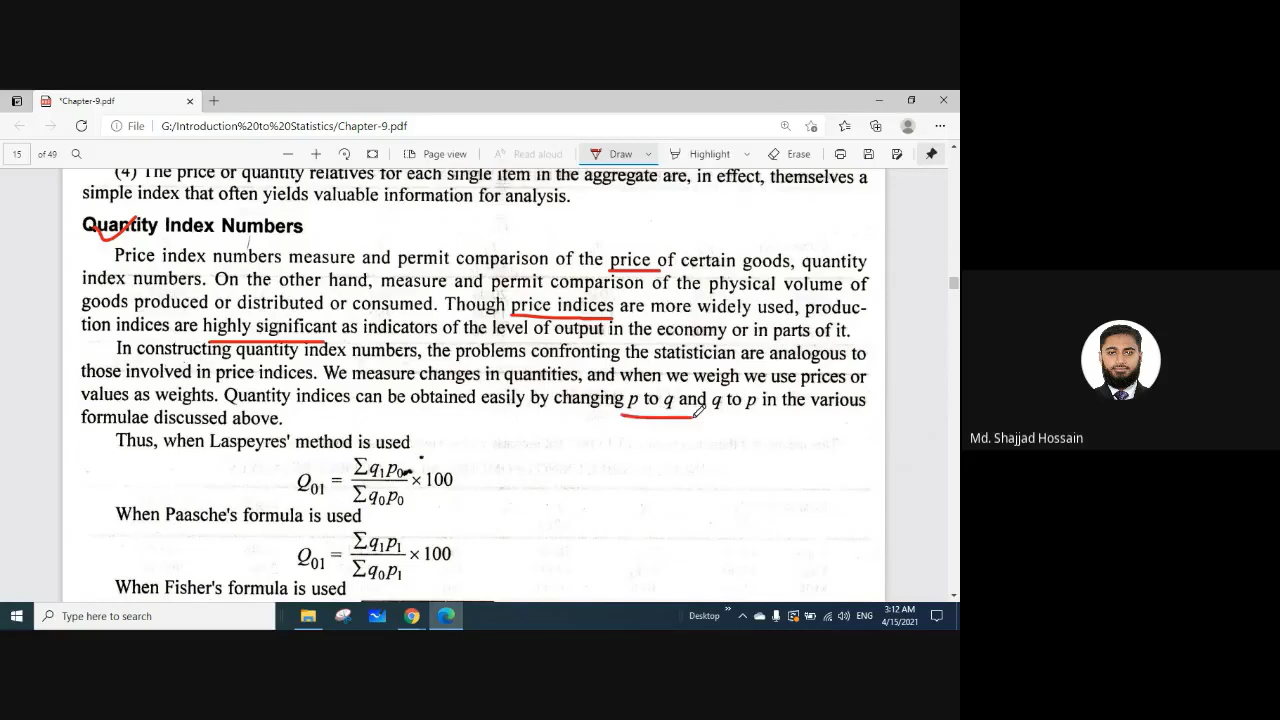 *Chapter-9.pdf
File G:/Introduction%20to%20Statistics/Chapter-9.pdf
15 of 49 Page view Read aloud Draw Highlight Erase
(4) The price or quantity relatives for each single item in the aggregate are, in effect, themselves a
simple index that often yields valuable information for analysis.
Quantity Index Numbers
Price index numbers measure and permit comparison of the price of certain goods, quantity
index numbers. On the other hand, measure and permit comparison of the physical volume of
goods produced or distributed or consumed. Though price indices are more widely used, produc-
tion indices are highly significant as indicators of the level of output in the economy or in parts of it.
In constructing quantity index numbers, the problems confronting the statistician are analogous to
those involved in price indices. We measure changes in quantities, and when we weigh we use prices or
values as weights. Quantity indices can be obtained easily by changing p to q and q to p in the various
formulae discussed above.
Thus, when Laspeyres' method is used
Q₀₁ = ∑q₁p₀ / ∑q₀p₀ × 100
When Paasche's formula is used
Q₀₁ = ∑q₁p₁ / ∑q₀p₁ × 100
When Fisher's formula is used
Md. Shajjad Hossain
Type here to search Desktop ENG 3:12 AM
4/15/2021